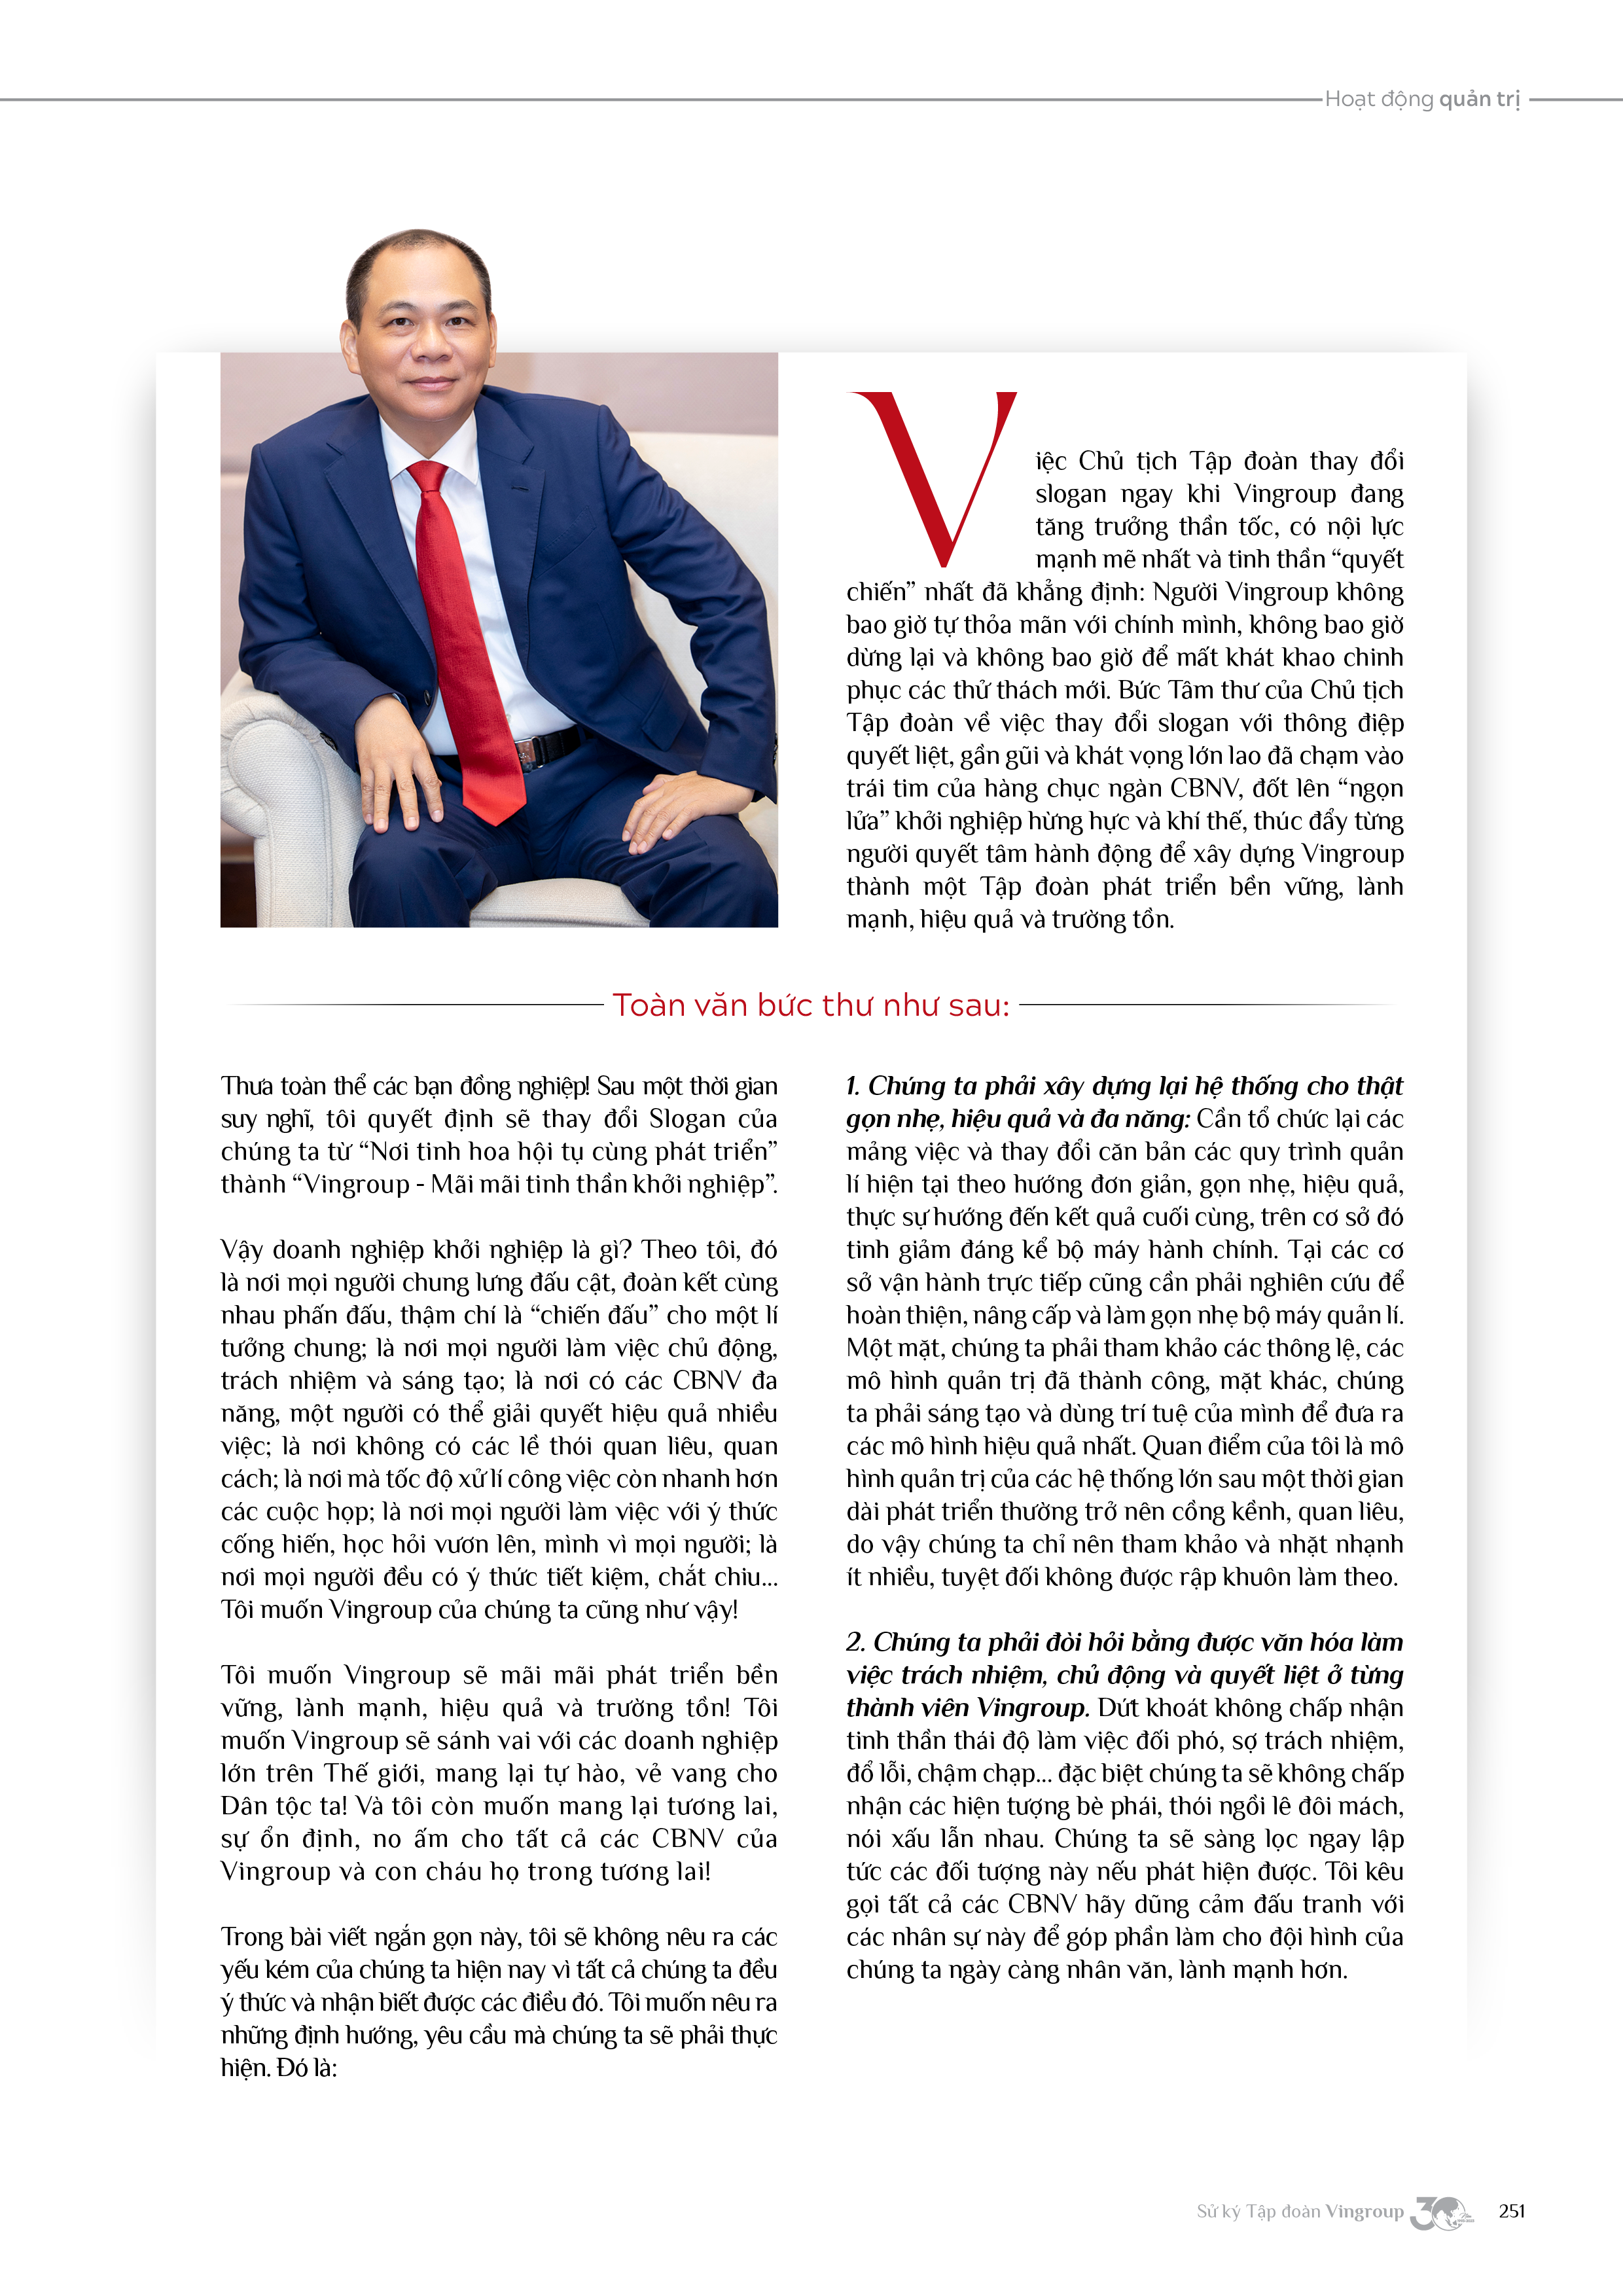 Hoạt động quản trị
Việc Chủ tịch Tập đoàn thay đổi
slogan ngay khi Vingroup đang
tăng trưởng thần tốc, có nội lực
mạnh mẽ nhất và tinh thần “quyết
chiến” nhất đã khẳng định: Người Vingroup không
bao giờ tự thỏa mãn với chính mình, không bao giờ
dừng lại và không bao giờ để mất khát khao chinh
phục các thử thách mới. Bức Tâm thư của Chủ tịch
Tập đoàn về việc thay đổi slogan với thông điệp
quyết liệt, gần gũi và khát vọng lớn lao đã chạm vào
trái tim của hàng chục ngàn CBNV, đốt lên “ngọn
lửa” khởi nghiệp hừng hực và khí thế, thúc đẩy từng
người quyết tâm hành động để xây dựng Vingroup
thành một Tập đoàn phát triển bền vững, lành
mạnh, hiệu quả và trường tồn.
Toàn văn bức thư như sau:
Thưa toàn thể các bạn đồng nghiệp! Sau một thời gian
suy nghĩ, tôi quyết định sẽ thay đổi Slogan của
chúng ta từ “Nơi tinh hoa hội tụ cùng phát triển”
thành “Vingroup - Mãi mãi tinh thần khởi nghiệp”.
Vậy doanh nghiệp khởi nghiệp là gì? Theo tôi, đó
là nơi mọi người chung lưng đấu cật, đoàn kết cùng
nhau phấn đấu, thậm chí là “chiến đấu” cho một lí
tưởng chung; là nơi mọi người làm việc chủ động,
trách nhiệm và sáng tạo; là nơi có các CBNV đa
năng, một người có thể giải quyết hiệu quả nhiều
việc; là nơi không có các lề thói quan liêu, quan
cách; là nơi mà tốc độ xử lí công việc còn nhanh hơn
các cuộc họp; là nơi mọi người làm việc với ý thức
cống hiến, học hỏi vươn lên, mình vì mọi người; là
nơi mọi người đều có ý thức tiết kiệm, chắt chiu...
Tôi muốn Vingroup của chúng ta cũng như vậy!
Tôi muốn Vingroup sẽ mãi mãi phát triển bền
vững, lành mạnh, hiệu quả và trường tồn! Tôi
muốn Vingroup sẽ sánh vai với các doanh nghiệp
lớn trên Thế giới, mang lại tự hào, vẻ vang cho
Dân tộc ta! Và tôi còn muốn mang lại tương lai,
sự ổn định, no ấm cho tất cả các CBNV của
Vingroup và con cháu họ trong tương lai!
Trong bài viết ngắn gọn này, tôi sẽ không nêu ra các
yếu kém của chúng ta hiện nay vì tất cả chúng ta đều
ý thức và nhận biết được các điều đó. Tôi muốn nêu ra
những định hướng, yêu cầu mà chúng ta sẽ phải thực
hiện. Đó là:
1. Chúng ta phải xây dựng lại hệ thống cho thật
gọn nhẹ, hiệu quả và đa năng: Cần tổ chức lại các
mảng việc và thay đổi căn bản các quy trình quản
lí hiện tại theo hướng đơn giản, gọn nhẹ, hiệu quả,
thực sự hướng đến kết quả cuối cùng, trên cơ sở đó
tinh giảm đáng kể bộ máy hành chính. Tại các cơ
sở vận hành trực tiếp cũng cần phải nghiên cứu để
hoàn thiện, nâng cấp và làm gọn nhẹ bộ máy quản lí.
Một mặt, chúng ta phải tham khảo các thông lệ, các
mô hình quản trị đã thành công, mặt khác, chúng
ta phải sáng tạo và dùng trí tuệ của mình để đưa ra
các mô hình hiệu quả nhất. Quan điểm của tôi là mô
hình quản trị của các hệ thống lớn sau một thời gian
dài phát triển thường trở nên cồng kềnh, quan liêu,
do vậy chúng ta chỉ nên tham khảo và nhặt nhạnh
ít nhiều, tuyệt đối không được rập khuôn làm theo.
2. Chúng ta phải đòi hỏi bằng được văn hóa làm
việc trách nhiệm, chủ động và quyết liệt ở từng
thành viên Vingroup. Dứt khoát không chấp nhận
tinh thần thái độ làm việc đối phó, sợ trách nhiệm,
đổ lỗi, chậm chạp... đặc biệt chúng ta sẽ không chấp
nhận các hiện tượng bè phái, thói ngồi lê đôi mách,
nói xấu lẫn nhau. Chúng ta sẽ sàng lọc ngay lập
tức các đối tượng này nếu phát hiện được. Tôi kêu
gọi tất cả các CBNV hãy dũng cảm đấu tranh với
các nhân sự này để góp phần làm cho đội hình của
chúng ta ngày càng nhân văn, lành mạnh hơn.
Sử ký Tập đoàn Vingroup 30 251